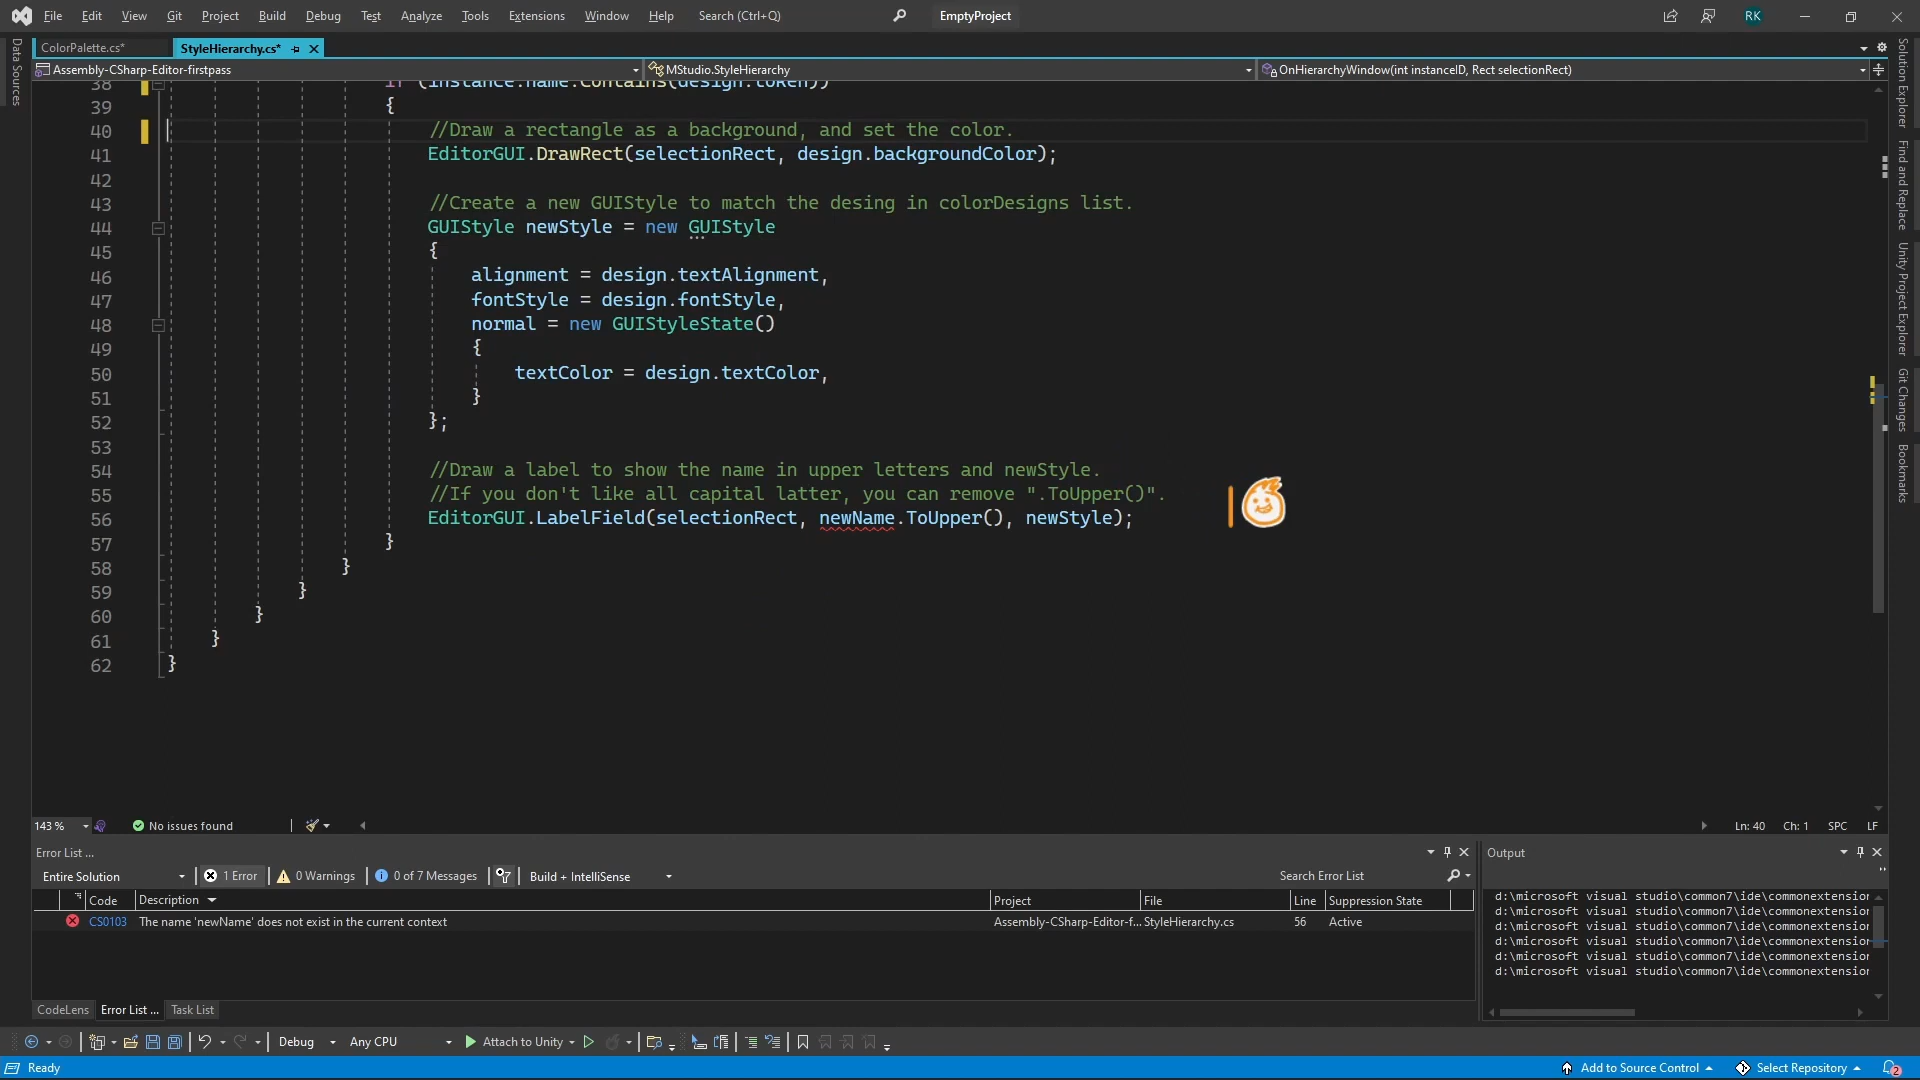 File Edit View Git Project Build Debug Test Analyze Tools Extensions Window Help Search (Ctrl+Q) EmptyProject RK
ColorPalette.cs* StyleHierarchy.cs*
Assembly-CSharp-Editor-firstpass MStudio.StyleHierarchy OnHierarchyWindow(int instanceID, Rect selectionRect)
38 if (instance.name.Contains(design.token))
39 {
40 //Draw a rectangle as a background, and set the color.
41 EditorGUI.DrawRect(selectionRect, design.backgroundColor);
42
43 //Create a new GUIStyle to match the desing in colorDesigns list.
44 GUIStyle newStyle = new GUIStyle
45 {
46 alignment = design.textAlignment,
47 fontStyle = design.fontStyle,
48 normal = new GUIStyleState()
49 {
50 textColor = design.textColor,
51 }
52 };
53
54 //Draw a label to show the name in upper letters and newStyle.
55 //If you don't like all capital latter, you can remove ".ToUpper()".
56 EditorGUI.LabelField(selectionRect, newName.ToUpper(), newStyle);
57 }
58 }
59 }
60 }
61 }
62 }
Data Sources
Solution Explorer
Find and Replace
Unity Project Explorer
Git Changes
Bookmarks
143 % No issues found Ln: 40 Ch: 1 SPC LF
Error List ...
Entire Solution 1 Error 0 Warnings 0 of 7 Messages Build + IntelliSense Search Error List
Code Description Project File Line Suppression State
CS0103 The name 'newName' does not exist in the current context Assembly-CSharp-Editor-f... StyleHierarchy.cs 56 Active
CodeLens Error List ... Task List
Output
d:\microsoft visual studio\common7\ide\commonextension
d:\microsoft visual studio\common7\ide\commonextension
d:\microsoft visual studio\common7\ide\commonextension
d:\microsoft visual studio\common7\ide\commonextension
d:\microsoft visual studio\common7\ide\commonextension
d:\microsoft visual studio\common7\ide\commonextension
Debug Any CPU Attach to Unity
Ready Add to Source Control Select Repository 2